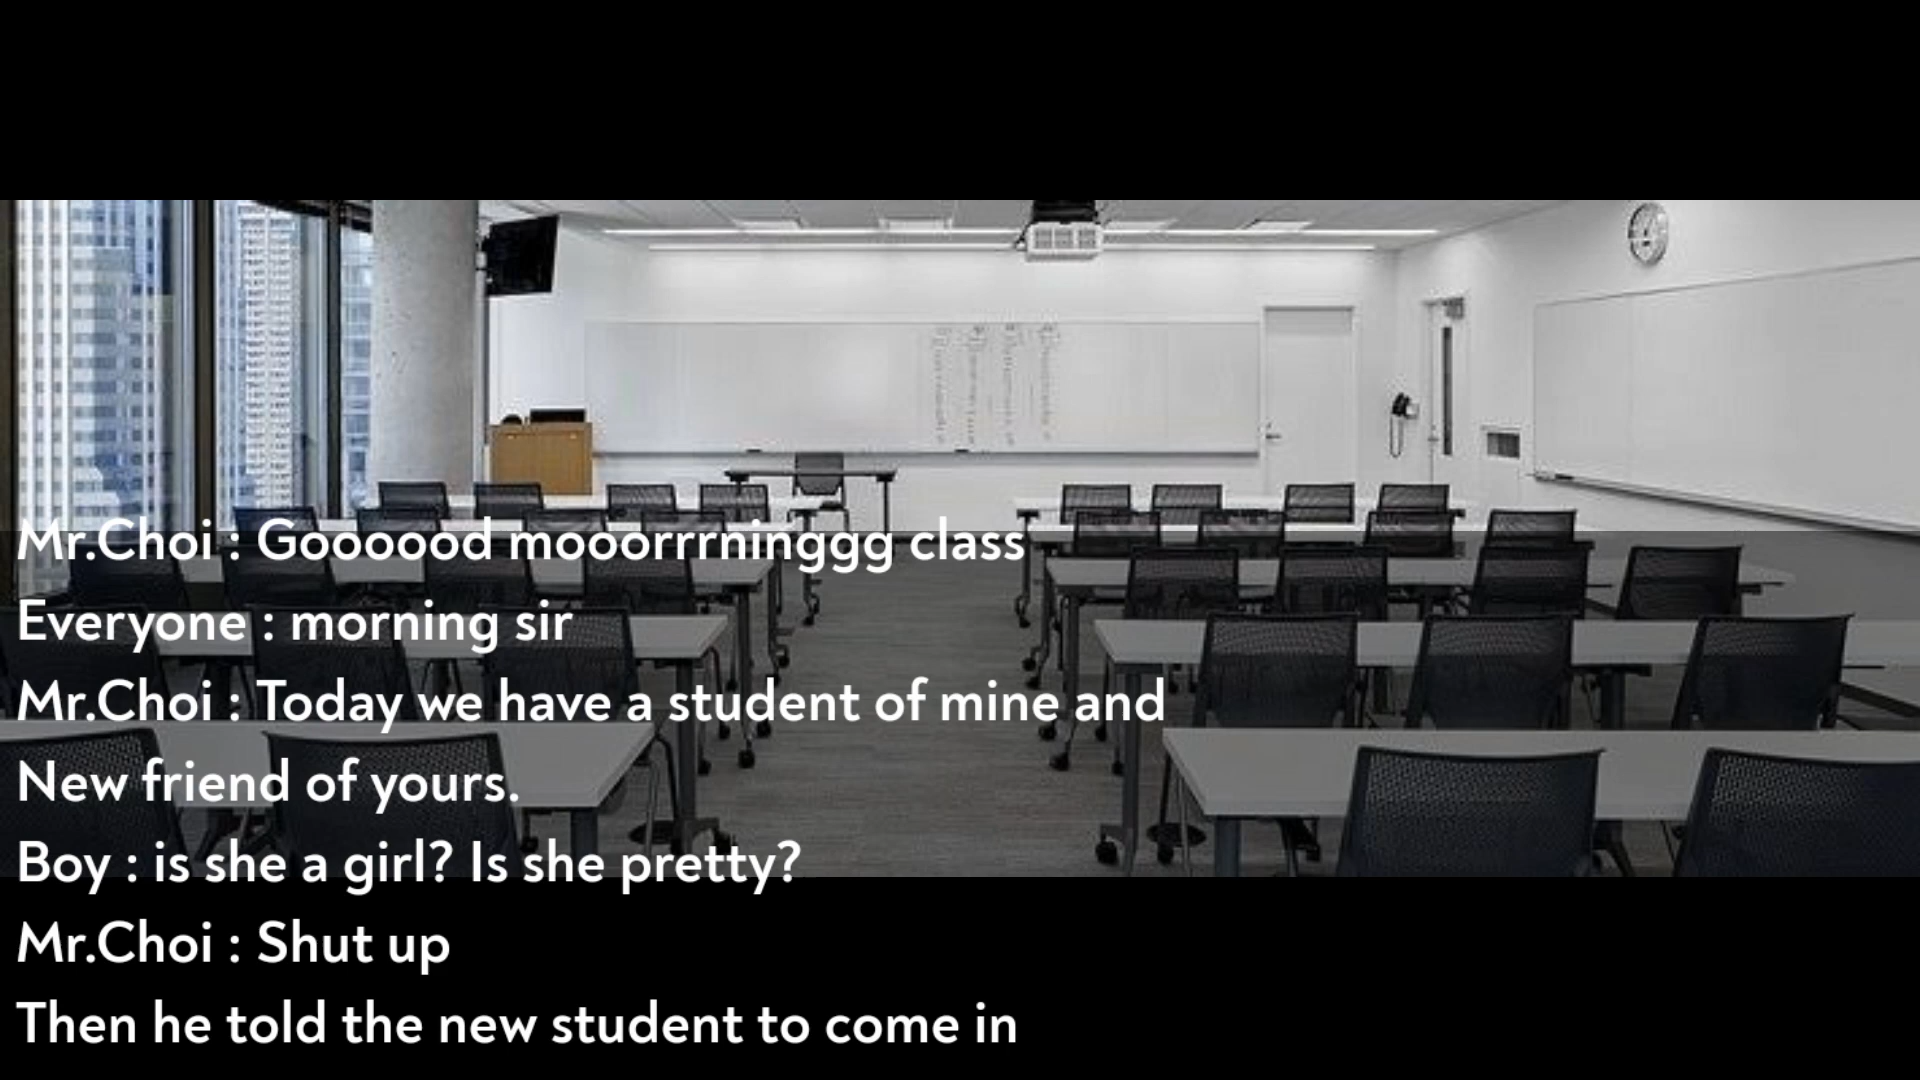 Mr.Choi : Goooood mooorrrninggg class
Everyone : morning sir
Mr.Choi : Today we have a student of mine and
New friend of yours.
Boy : is she a girl? Is she pretty?
Mr.Choi : Shut up
Then he told the new student to come in